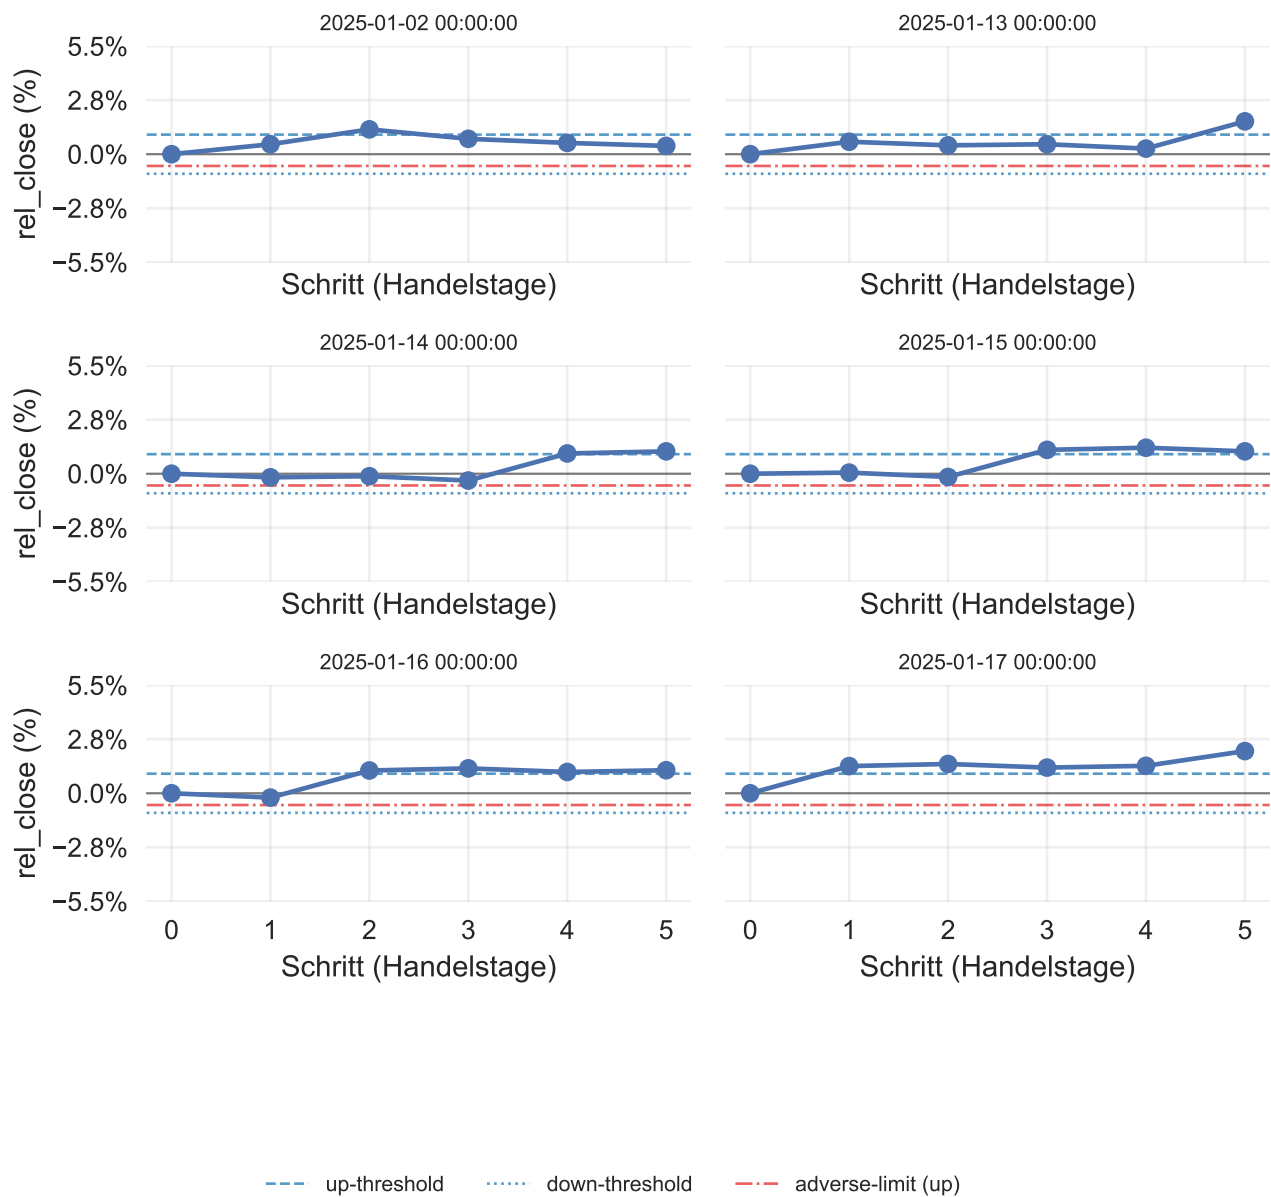 2025-01-02 00:00:00
2025-01-13 00:00:00
rel_close (%)
5.5%
2.8%
0.0%
−2.8%
−5.5%
Schritt (Handelstage)
Schritt (Handelstage)
2025-01-14 00:00:00
2025-01-15 00:00:00
rel_close (%)
5.5%
2.8%
0.0%
−2.8%
−5.5%
Schritt (Handelstage)
Schritt (Handelstage)
2025-01-16 00:00:00
2025-01-17 00:00:00
rel_close (%)
5.5%
2.8%
0.0%
−2.8%
−5.5%
0 1 2 3 4 5
0 1 2 3 4 5
Schritt (Handelstage)
Schritt (Handelstage)
up-threshold down-threshold adverse-limit (up)